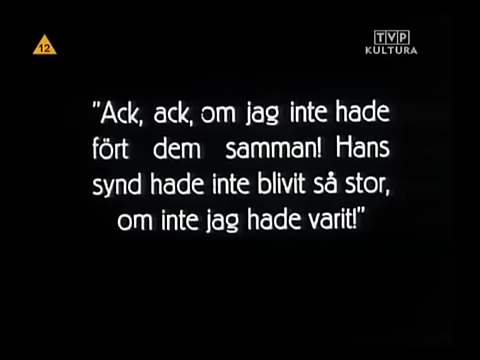 12
TVP
KULTURA
"Ack, ack, om jag inte hade
fört dem samman! Hans
synd hade inte blivit så stor,
om inte jag hade varit!"